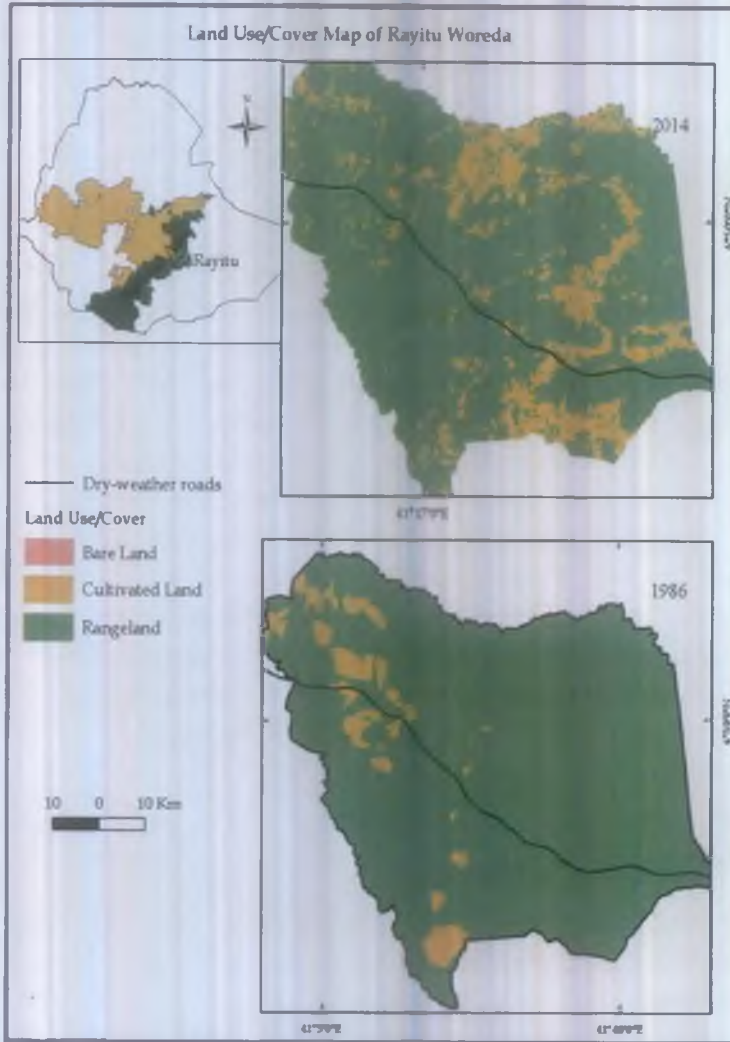 Land Use/Cover Map of Rayitu Woreda
N
2014
Rayitu
Dry-weather roads
Land Use/Cover
Bare Land
Cultivated Land
Rangeland
1986
10 0 10 Km